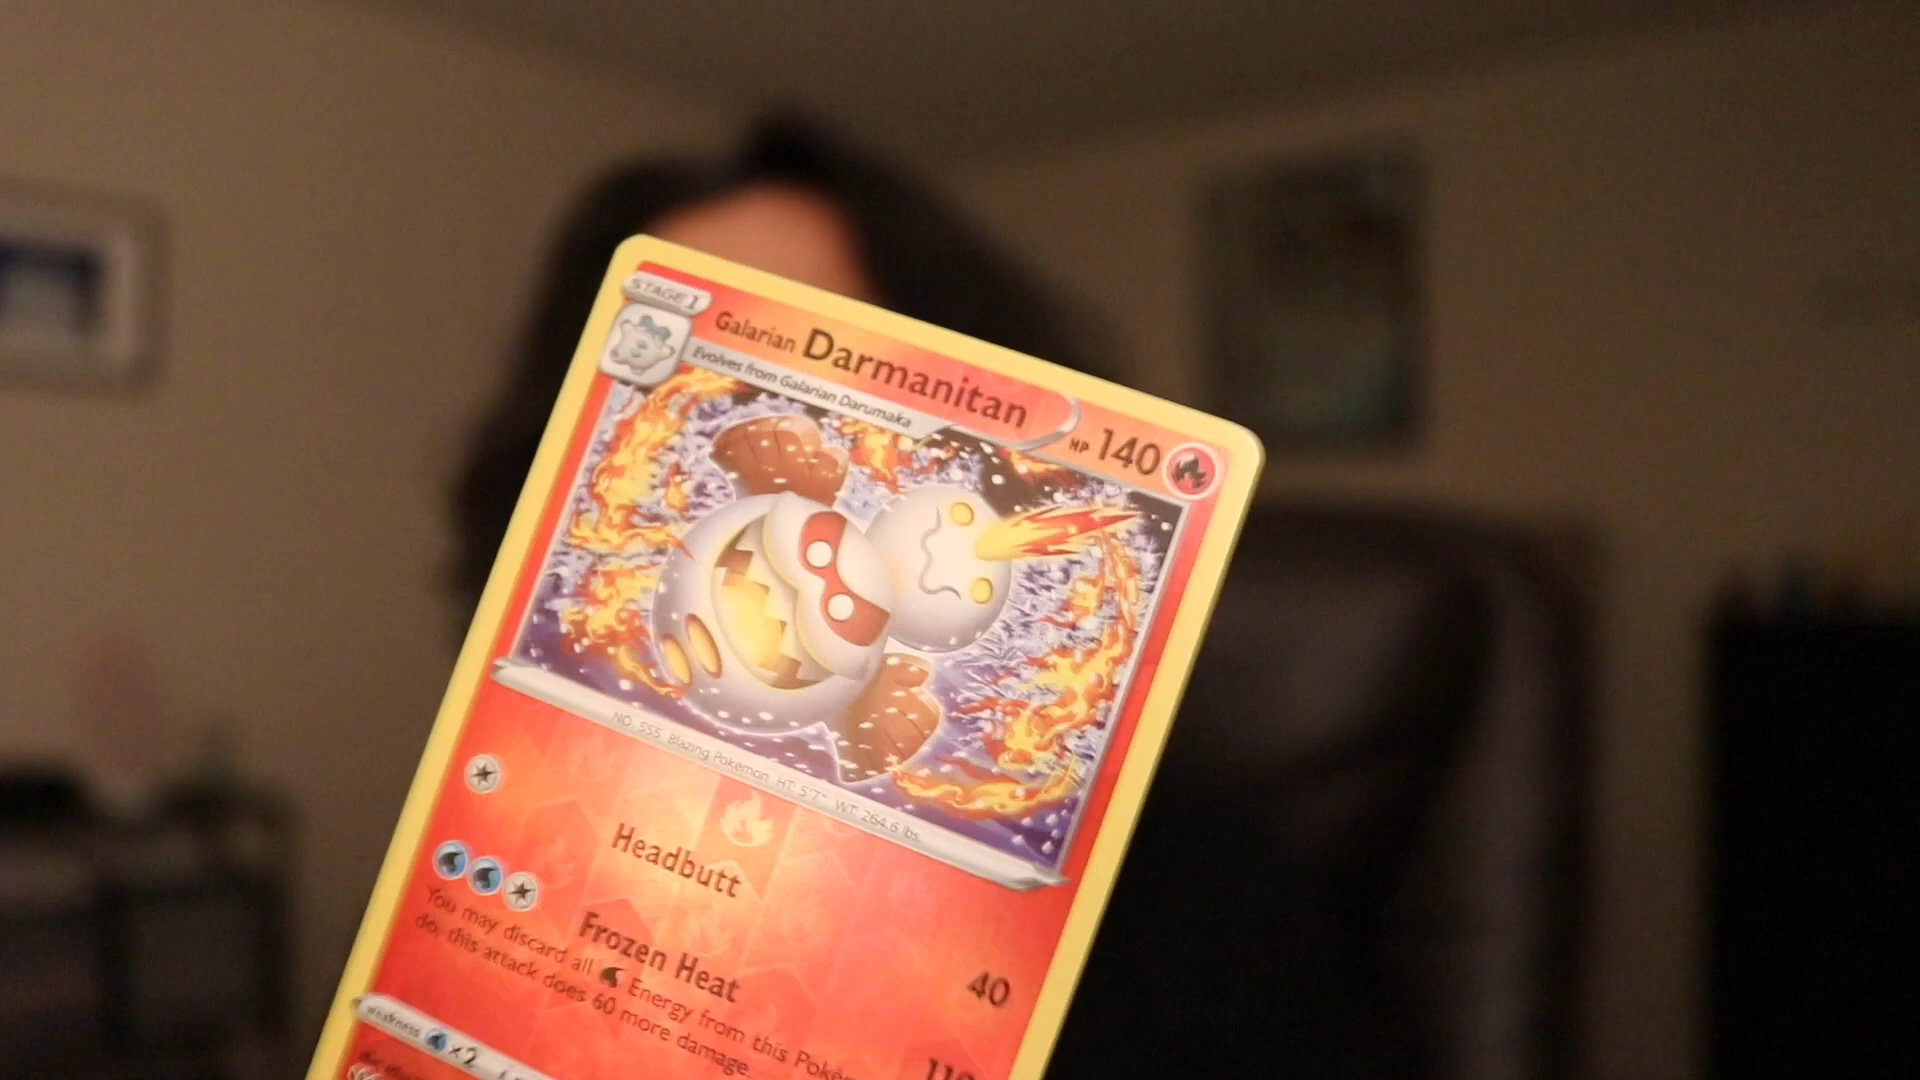 STAGE 1
Galarian Darmanitan
HP 140
Evolves from Galarian Darumaka
NO. 555 Blazing Pokémon HT: 5'7" WT: 264.6 lbs.
Headbutt 40
Frozen Heat 110
You may discard all Energy from this
do, this attack does 60 more damage.
weakness ×2